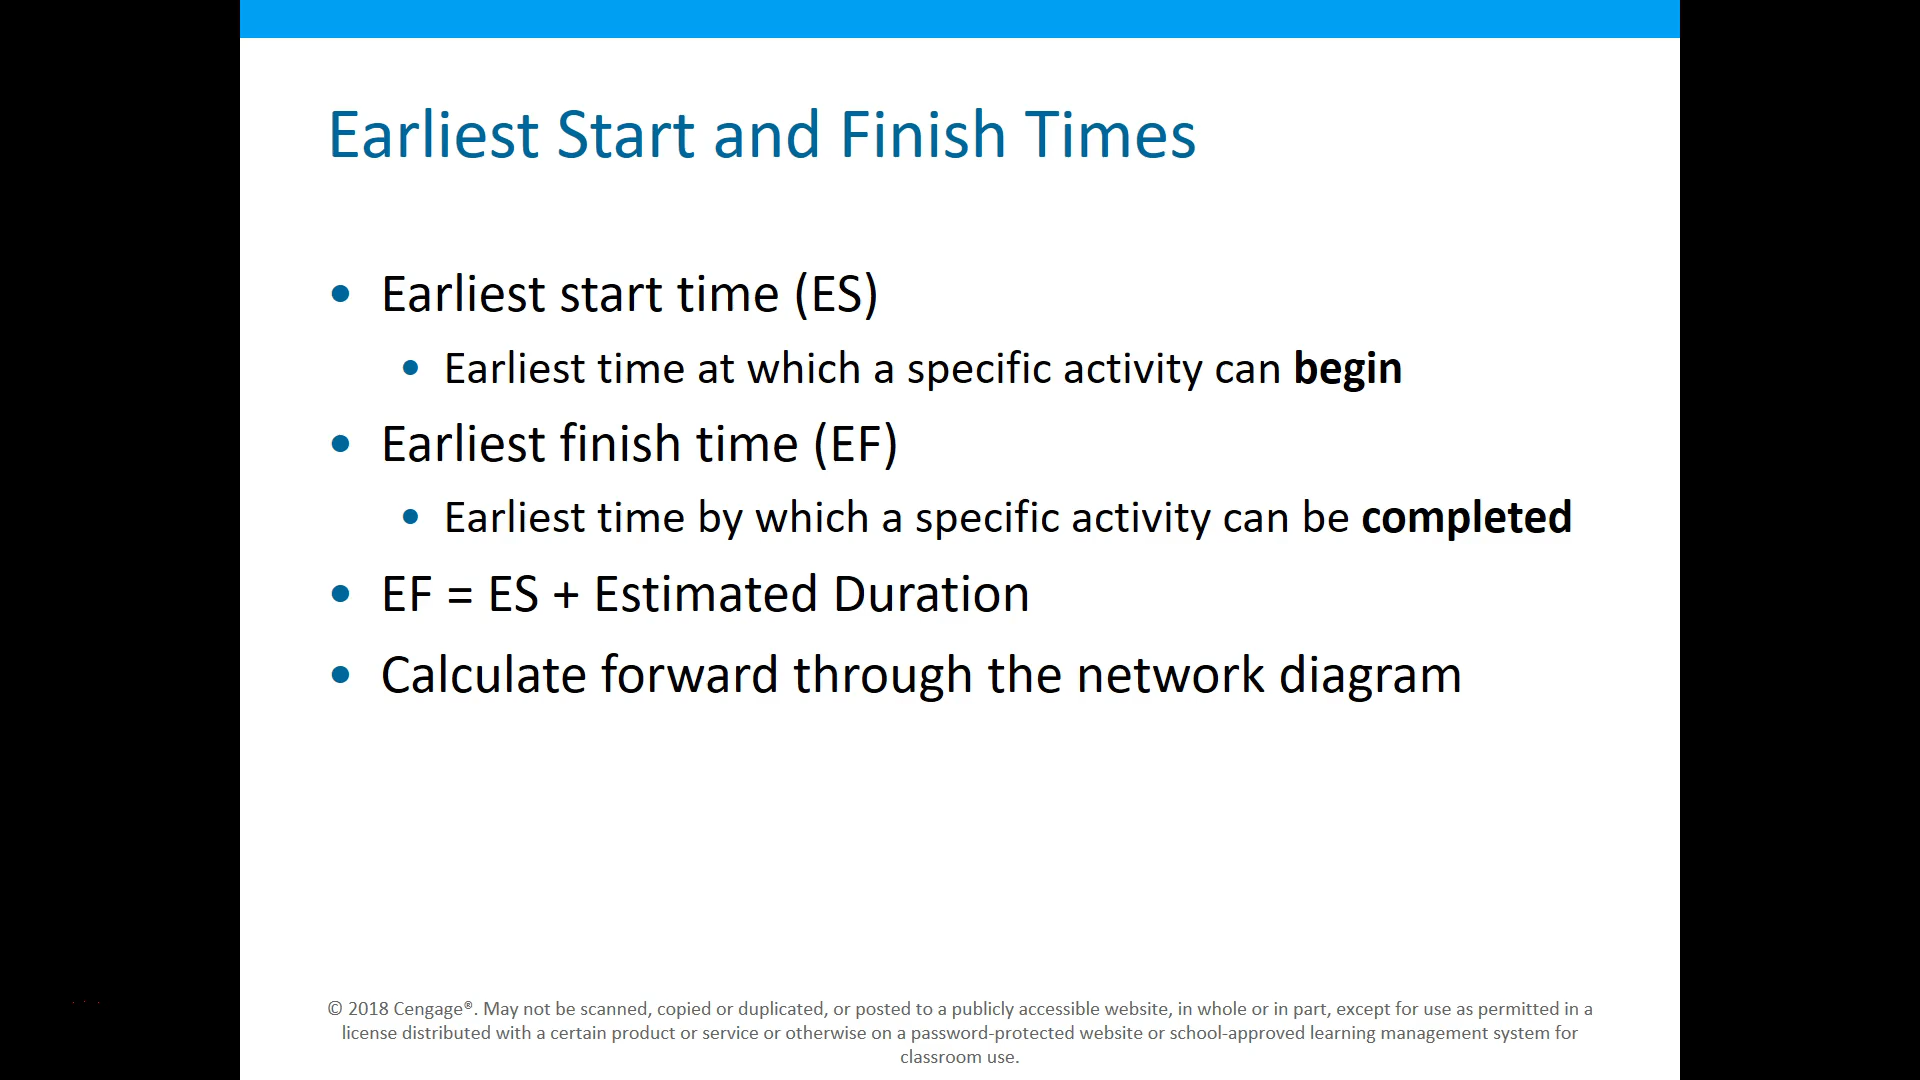 Earliest Start and Finish Times
• Earliest start time (ES)
• Earliest time at which a specific activity can begin
• Earliest finish time (EF)
• Earliest time by which a specific activity can be completed
• EF = ES + Estimated Duration
• Calculate forward through the network diagram
© 2018 Cengage®. May not be scanned, copied or duplicated, or posted to a publicly accessible website, in whole or in part, except for use as permitted in a
license distributed with a certain product or service or otherwise on a password-protected website or school-approved learning management system for
classroom use.